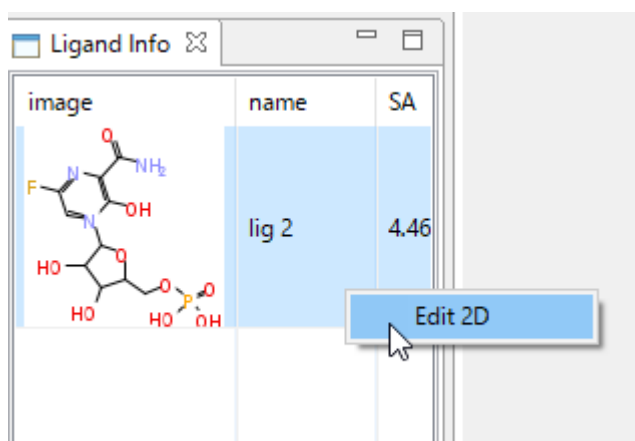 Ligand Info
image name SA
O
NH₂
N
F
OH
N
lig 2 4.46
O
HO
O
O
P
HO
HO OH
Edit 2D